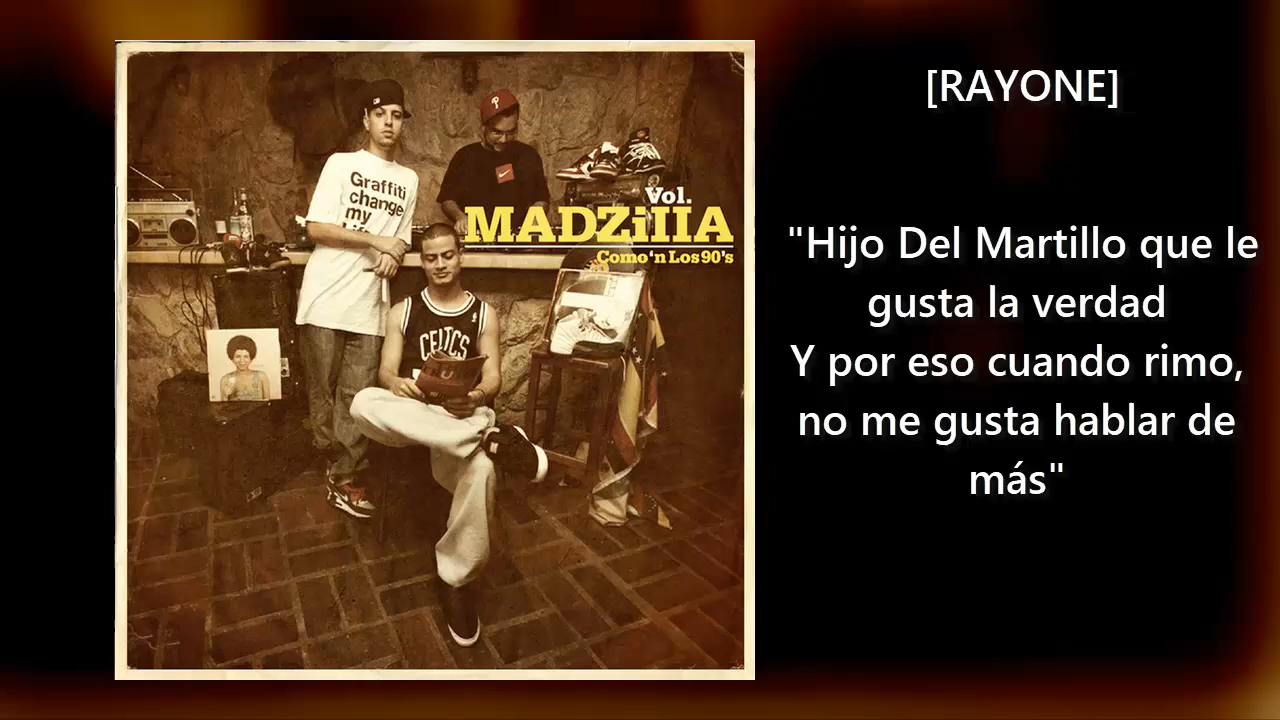 Graffiti
change
my
P
Vol.
MADZiIIA
Como'n Los 90's
CELTCS
[RAYONE]
"Hijo Del Martillo que le
gusta la verdad
Y por eso cuando rimo,
no me gusta hablar de
más"